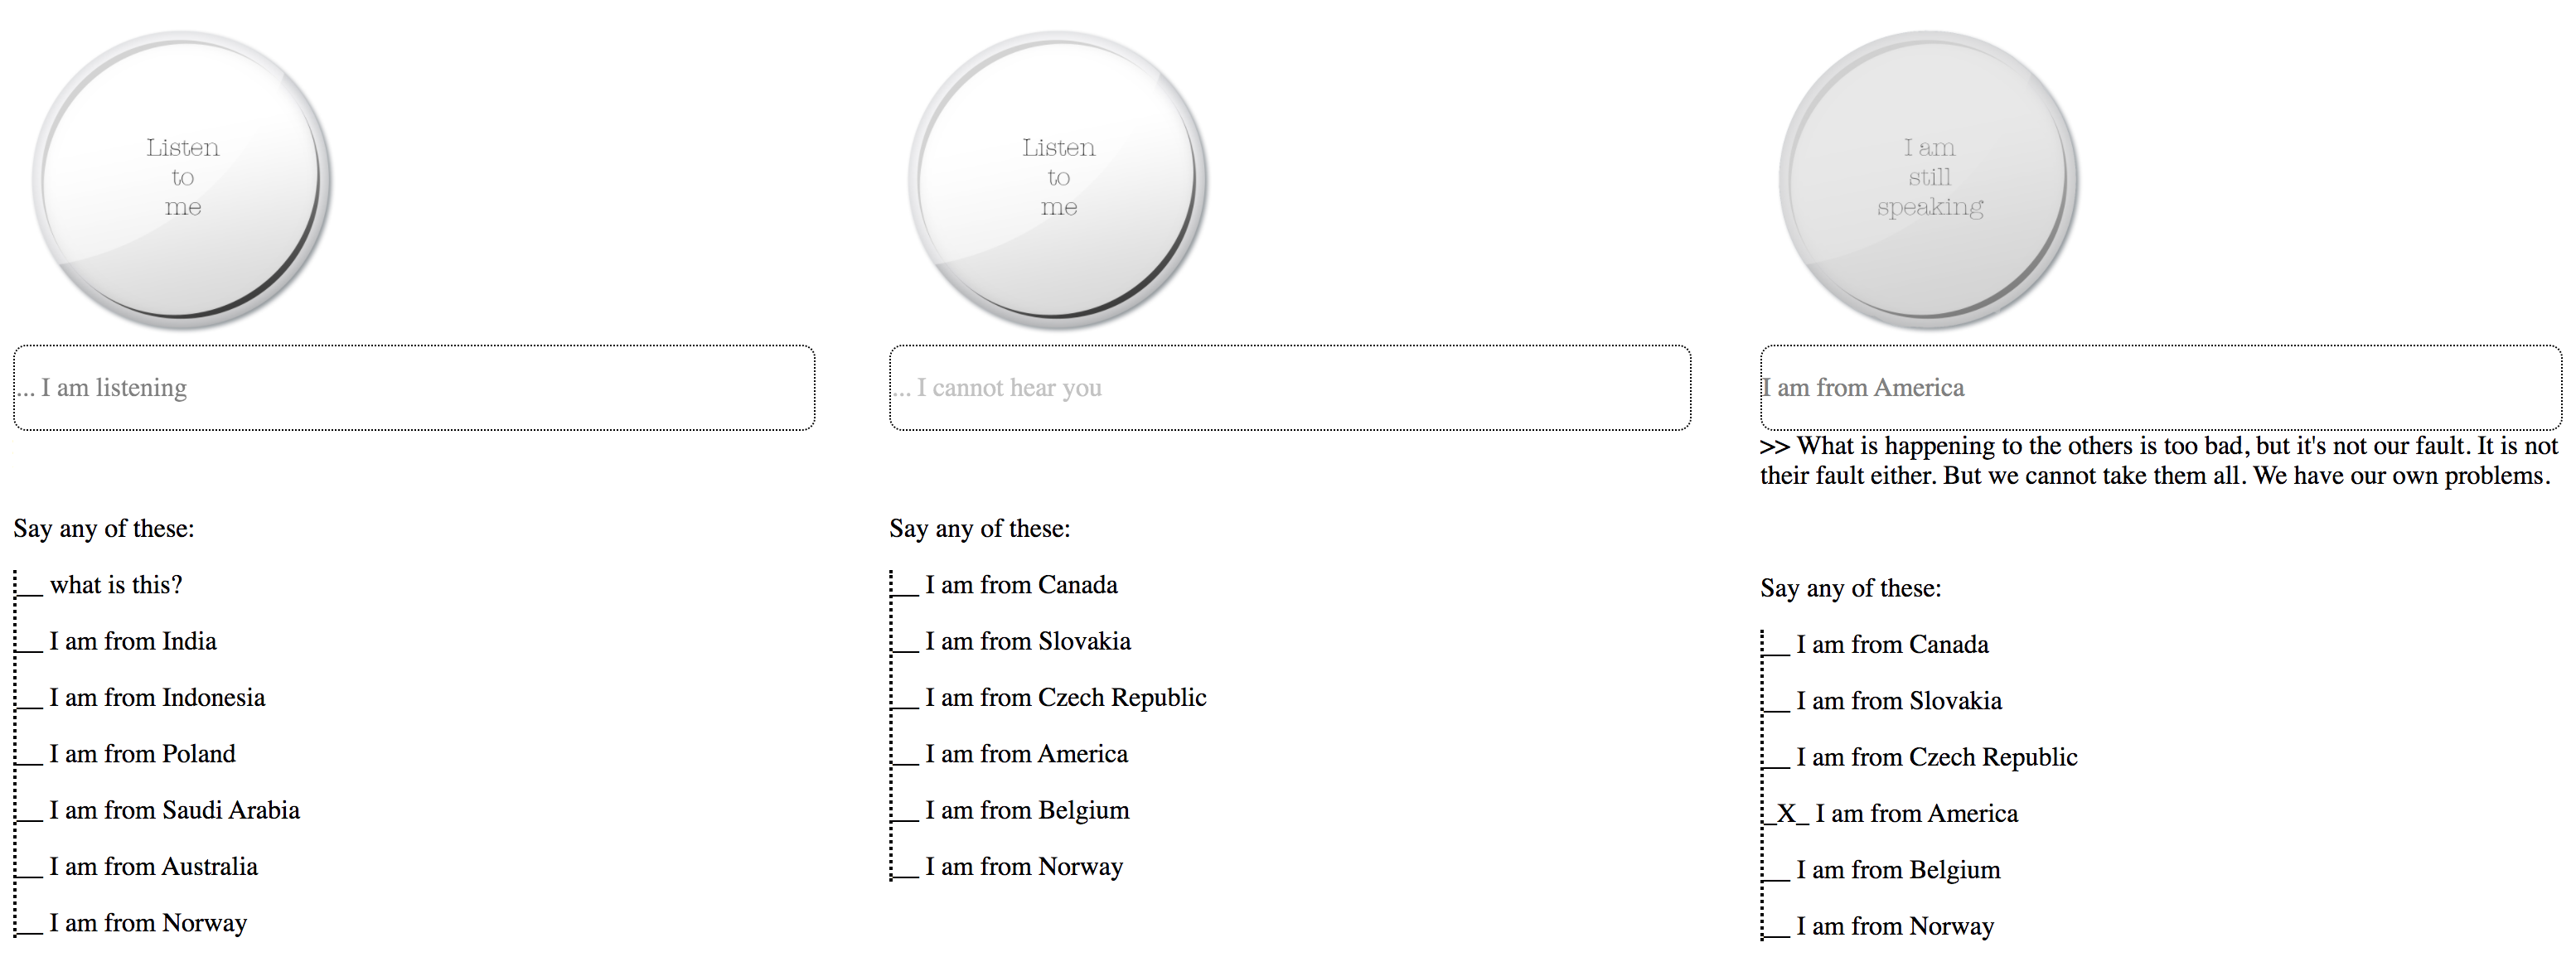 Listen
to
me
... I am listening
Say any of these:
__ what is this?
__ I am from India
__ I am from Indonesia
__ I am from Poland
__ I am from Saudi Arabia
__ I am from Australia
__ I am from Norway
Listen
to
me
... I cannot hear you
Say any of these:
__ I am from Canada
__ I am from Slovakia
__ I am from Czech Republic
__ I am from America
__ I am from Belgium
__ I am from Norway
I am
still
speaking
I am from America
>> What is happening to the others is too bad, but it's not our fault. It is not
their fault either. But we cannot take them all. We have our own problems.
Say any of these:
__ I am from Canada
__ I am from Slovakia
__ I am from Czech Republic
_X_ I am from America
__ I am from Belgium
__ I am from Norway